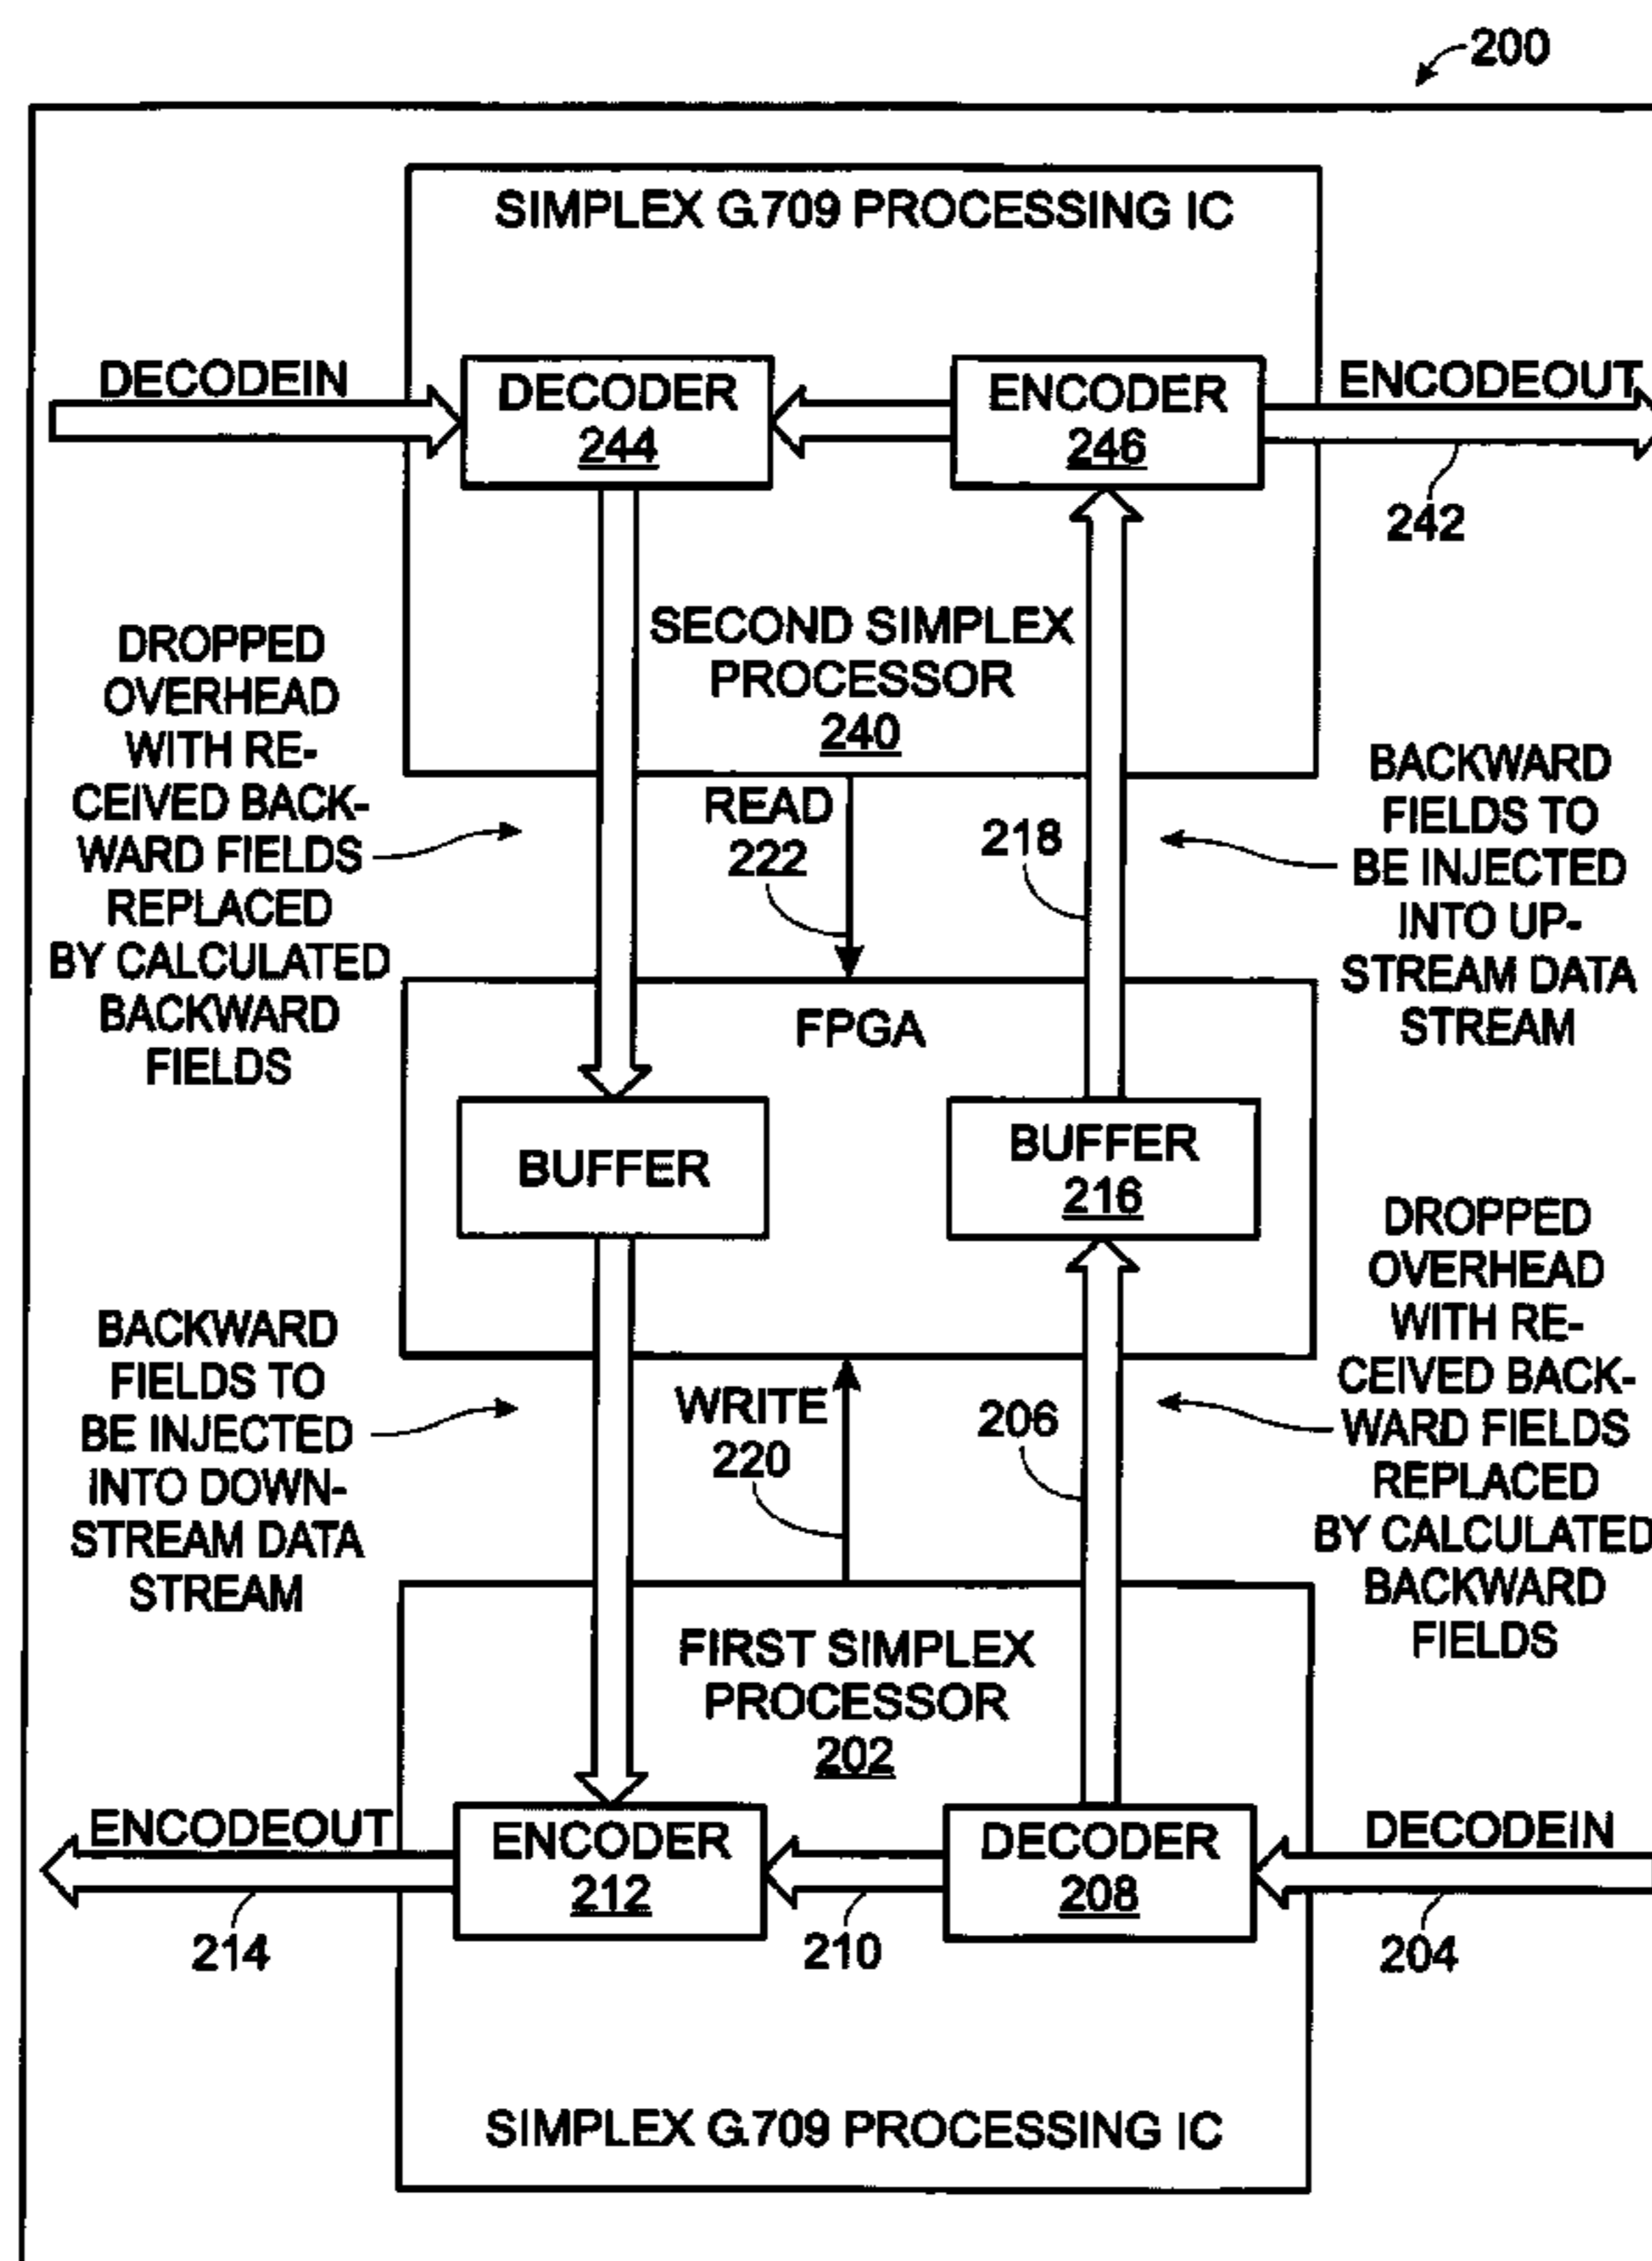 200
SIMPLEX G.709 PROCESSING IC
DECODEIN
DECODER
244
ENCODER
246
ENCODEOUT
242
SECOND SIMPLEX
PROCESSOR
240
DROPPED
OVERHEAD
WITH RE-
CEIVED BACK-
WARD FIELDS
REPLACED
BY CALCULATED
BACKWARD
FIELDS
READ
222
218
BACKWARD
FIELDS TO
BE INJECTED
INTO UP-
STREAM DATA
STREAM
FPGA
BUFFER
BUFFER
216
BACKWARD
FIELDS TO
BE INJECTED
INTO DOWN-
STREAM DATA
STREAM
WRITE
220
206
DROPPED
OVERHEAD
WITH RE-
CEIVED BACK-
WARD FIELDS
REPLACED
BY CALCULATED
BACKWARD
FIELDS
FIRST SIMPLEX
PROCESSOR
202
ENCODEOUT
214
ENCODER
212
210
DECODER
208
DECODEIN
204
SIMPLEX G.709 PROCESSING IC